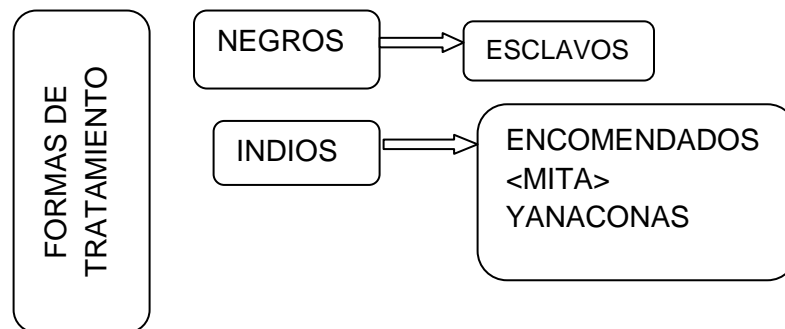 FORMAS DE
TRATAMIENTO
NEGROS
ESCLAVOS
INDIOS
ENCOMENDADOS
<MITA>
YANACONAS